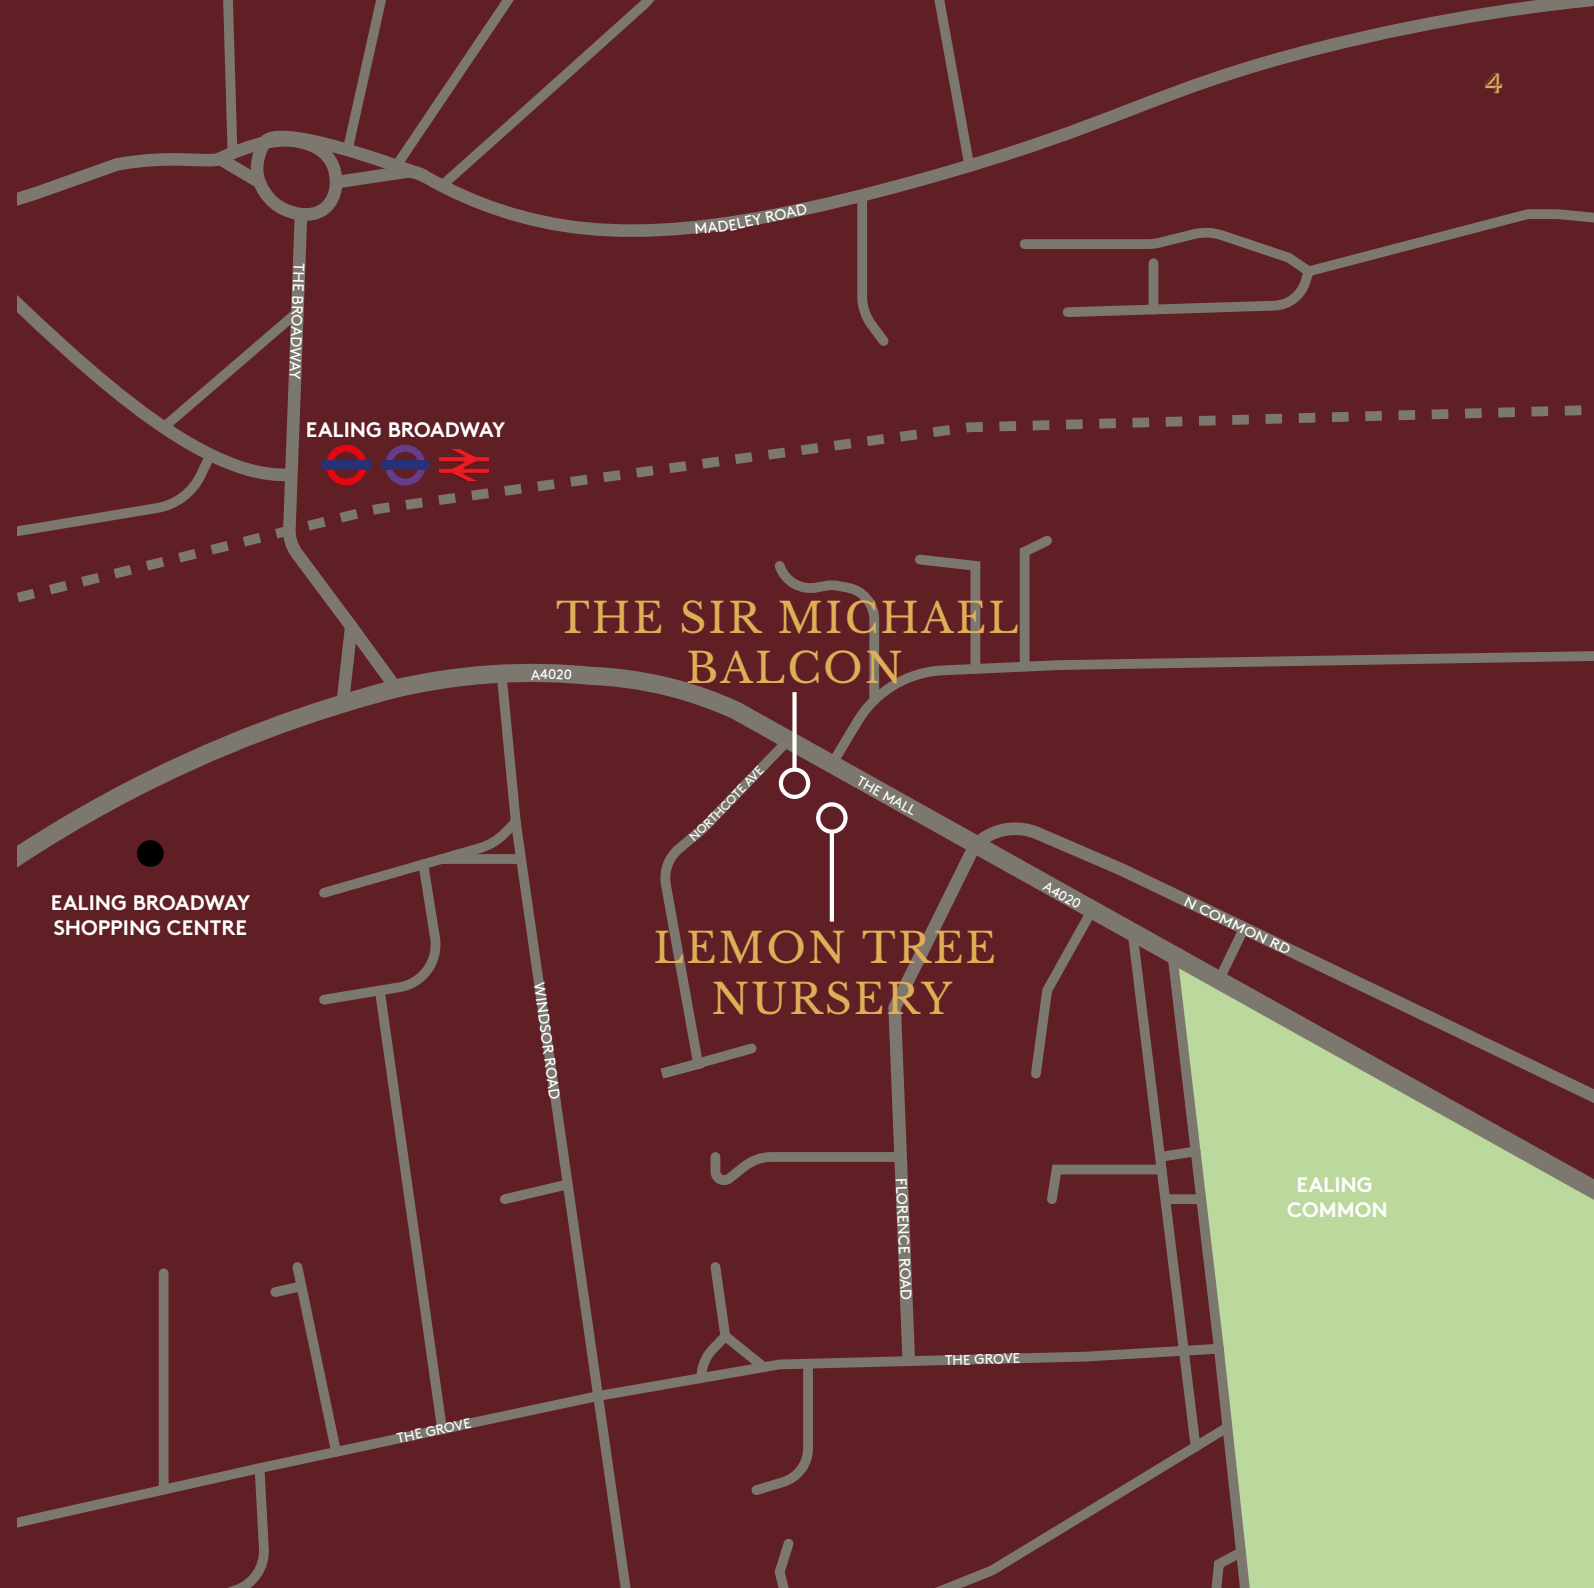 4
MADELEY ROAD
THE BROADWAY
EALING BROADWAY
THE SIR MICHAEL
BALCON
A4020
NORTHCOTE AVE
THE MALL
EALING BROADWAY
SHOPPING CENTRE
A4020
N COMMON RD
LEMON TREE
NURSERY
WINDSOR ROAD
EALING
COMMON
FLORENCE ROAD
THE GROVE
THE GROVE